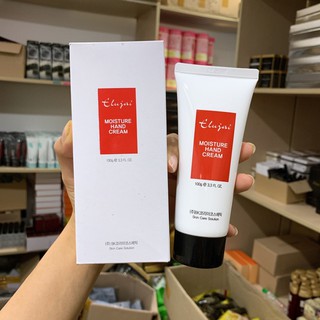 Elujai
MOISTURE
HAND
CREAM
100g ℮ 3.5 FL OZ.
Skin Care Solution
Elujai
MOISTURE
HAND
CREAM
100g ℮ 3.5 FL OZ.
Skin Care Solution